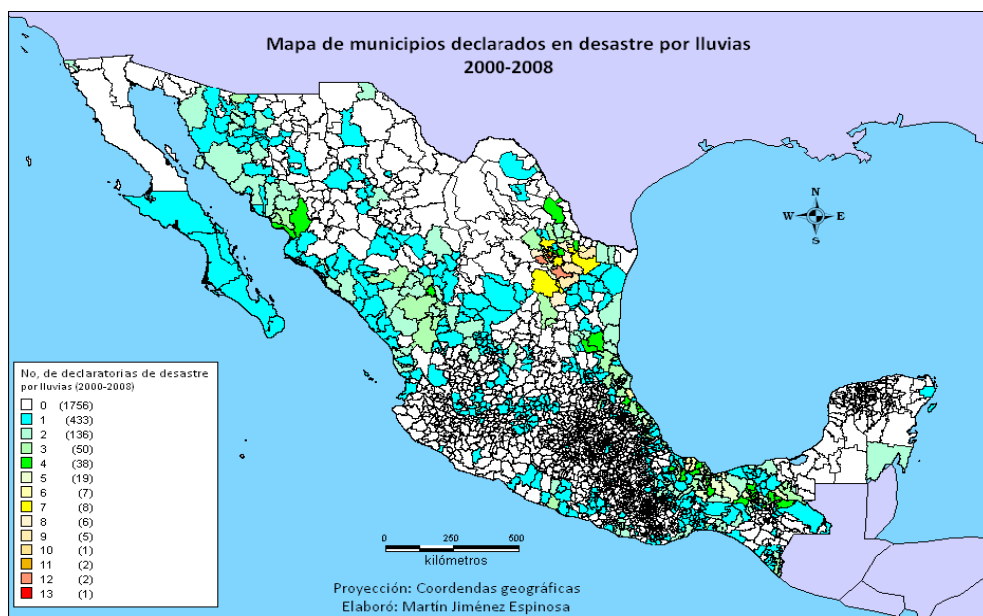 Mapa de municipios declarados en desastre por lluvias
2000-2008
N
W E
S
No, de declaratorias de desastre
por lluvias (2000-2008)
0 (1756)
1 (433)
2 (136)
3 (50)
4 (38)
5 (19)
6 (7)
7 (8)
8 (6)
9 (5)
10 (1)
11 (2)
12 (2)
13 (1)
0 250 500
kilómetros
Proyección: Coordendas geográficas
Elaboró: Martín Jiménez Espinosa